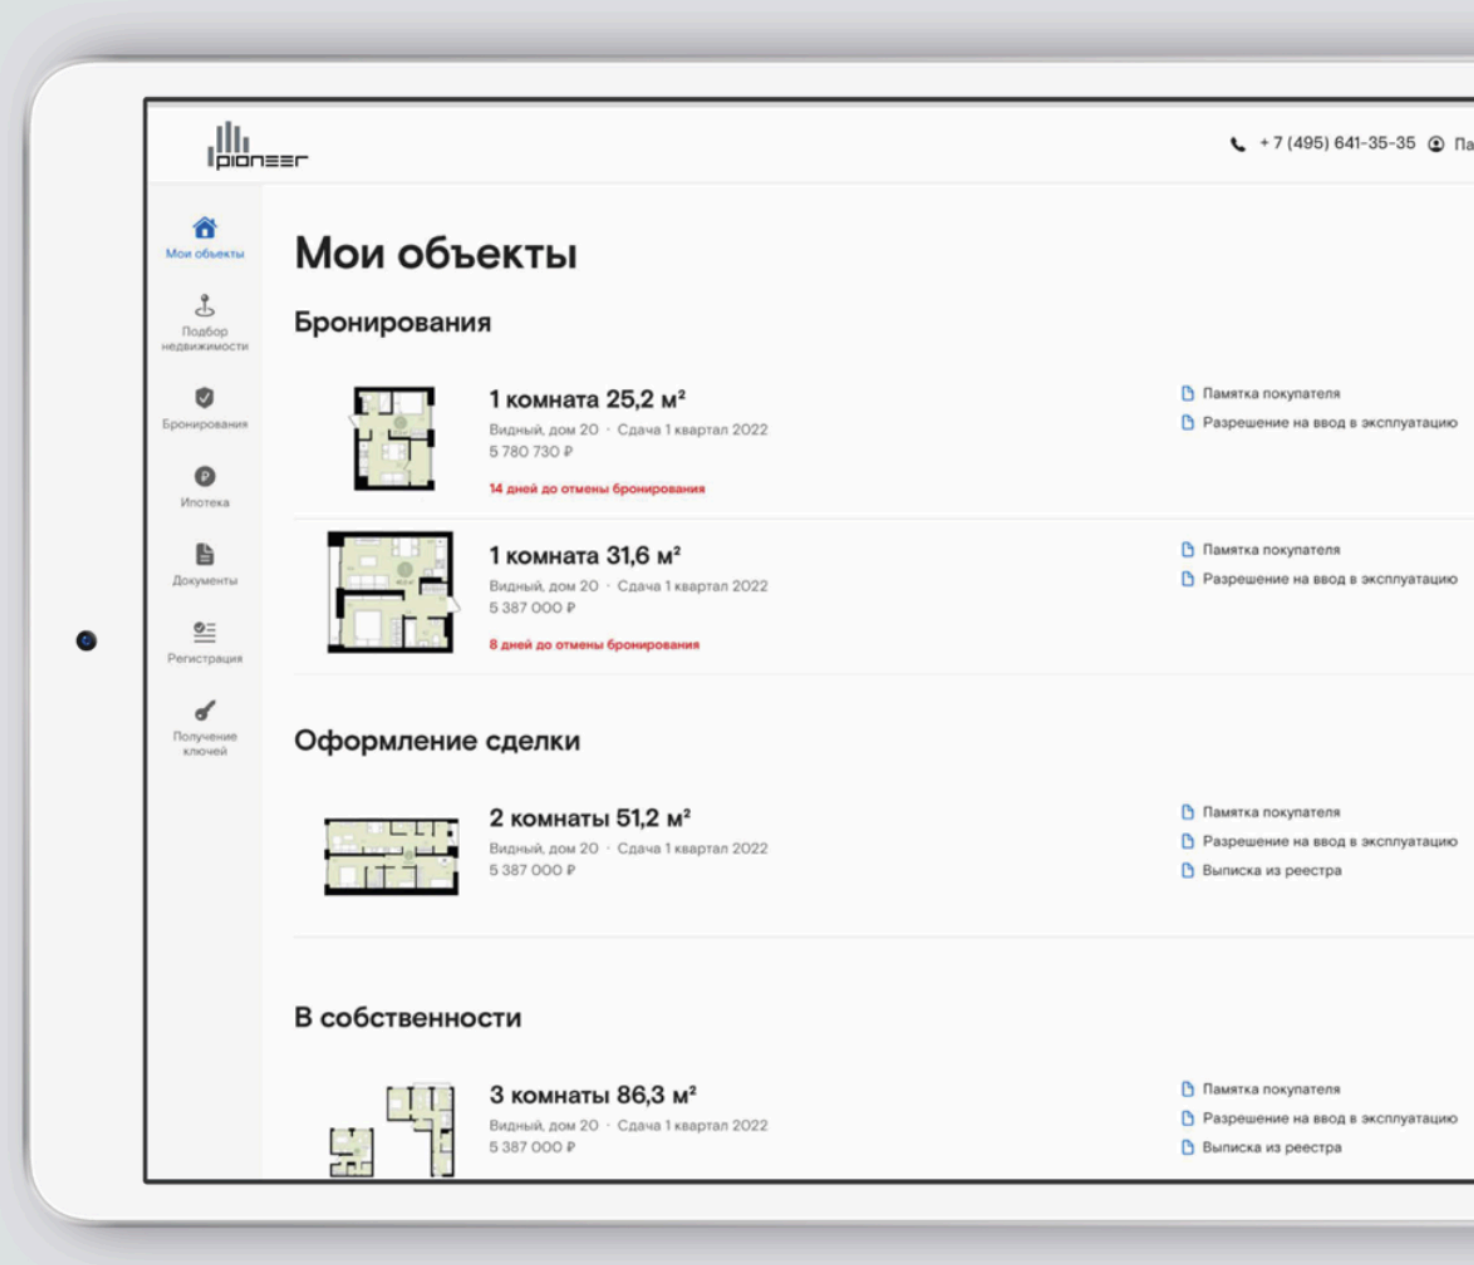 pioneer
+ 7 (495) 641-35-35
Мои объекты
Подбор
недвижимости
Бронирования
Ипотека
Документы
Регистрация
Получение
ключей
Мои объекты
Бронирования
1 комната 25,2 м²
Видный, дом 20 · Сдача 1 квартал 2022
5 780 730 ₽
14 дней до отмены бронирования
Памятка покупателя
Разрешение на ввод в эксплуатацию
1 комната 31,6 м²
Видный, дом 20 · Сдача 1 квартал 2022
5 387 000 ₽
8 дней до отмены бронирования
Памятка покупателя
Разрешение на ввод в эксплуатацию
Оформление сделки
2 комнаты 51,2 м²
Видный, дом 20 · Сдача 1 квартал 2022
5 387 000 ₽
Памятка покупателя
Разрешение на ввод в эксплуатацию
Выписка из реестра
В собственности
3 комнаты 86,3 м²
Видный, дом 20 · Сдача 1 квартал 2022
5 387 000 ₽
Памятка покупателя
Разрешение на ввод в эксплуатацию
Выписка из реестра